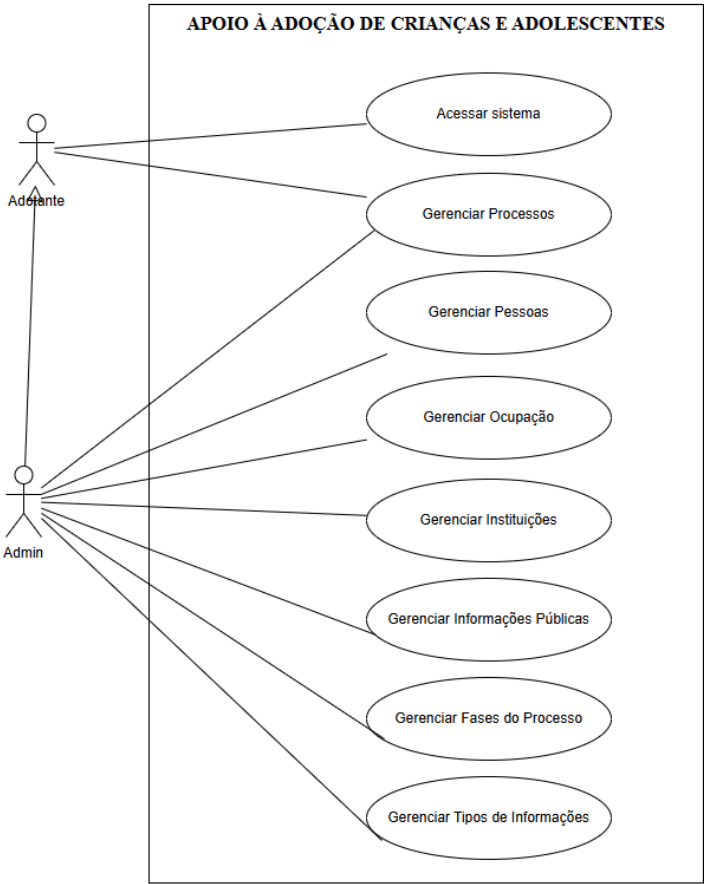 APOIO À ADOÇÃO DE CRIANÇAS E ADOLESCENTES
Acessar sistema
Adotante
Gerenciar Processos
Gerenciar Pessoas
Gerenciar Ocupação
Gerenciar Instituições
Admin
Gerenciar Informações Públicas
Gerenciar Fases do Processo
Gerenciar Tipos de Informações